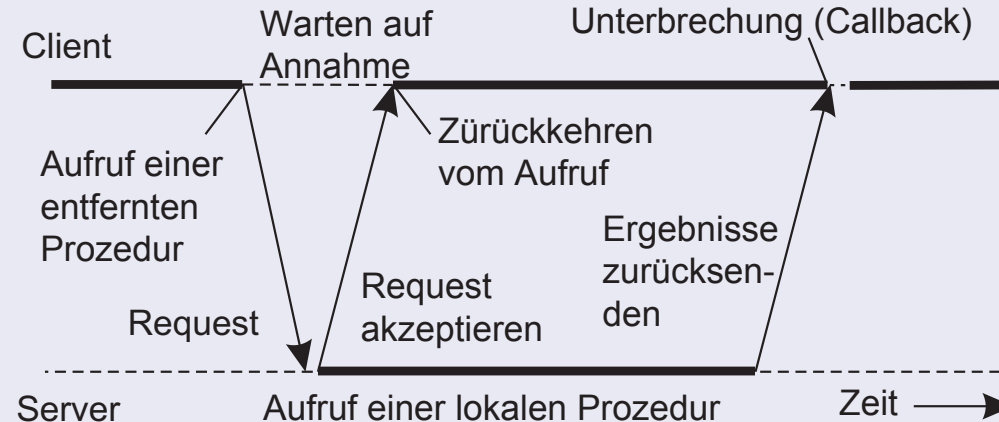 Client
Warten auf
Annahme
Unterbrechung (Callback)
Aufruf einer
entfernten
Prozedur
Zürückkehren
vom Aufruf
Request
Request
akzeptieren
Ergebnisse
zurücksen-
den
Server
Aufruf einer lokalen Prozedur
Zeit